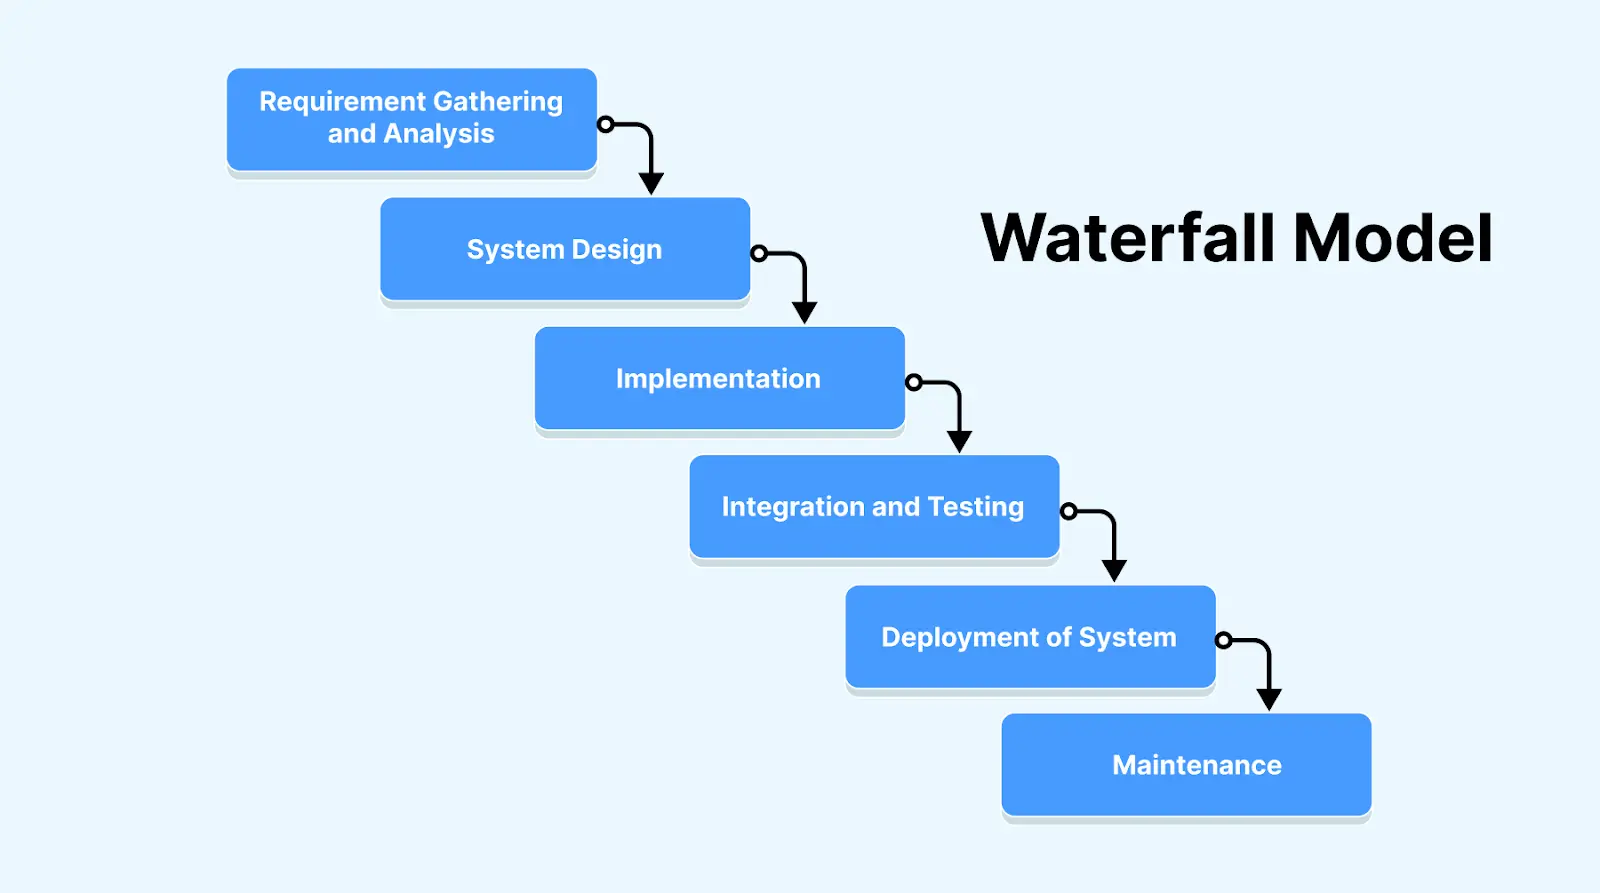 Requirement Gathering
and Analysis
System Design
Waterfall Model
Implementation
Integration and Testing
Deployment of System
Maintenance